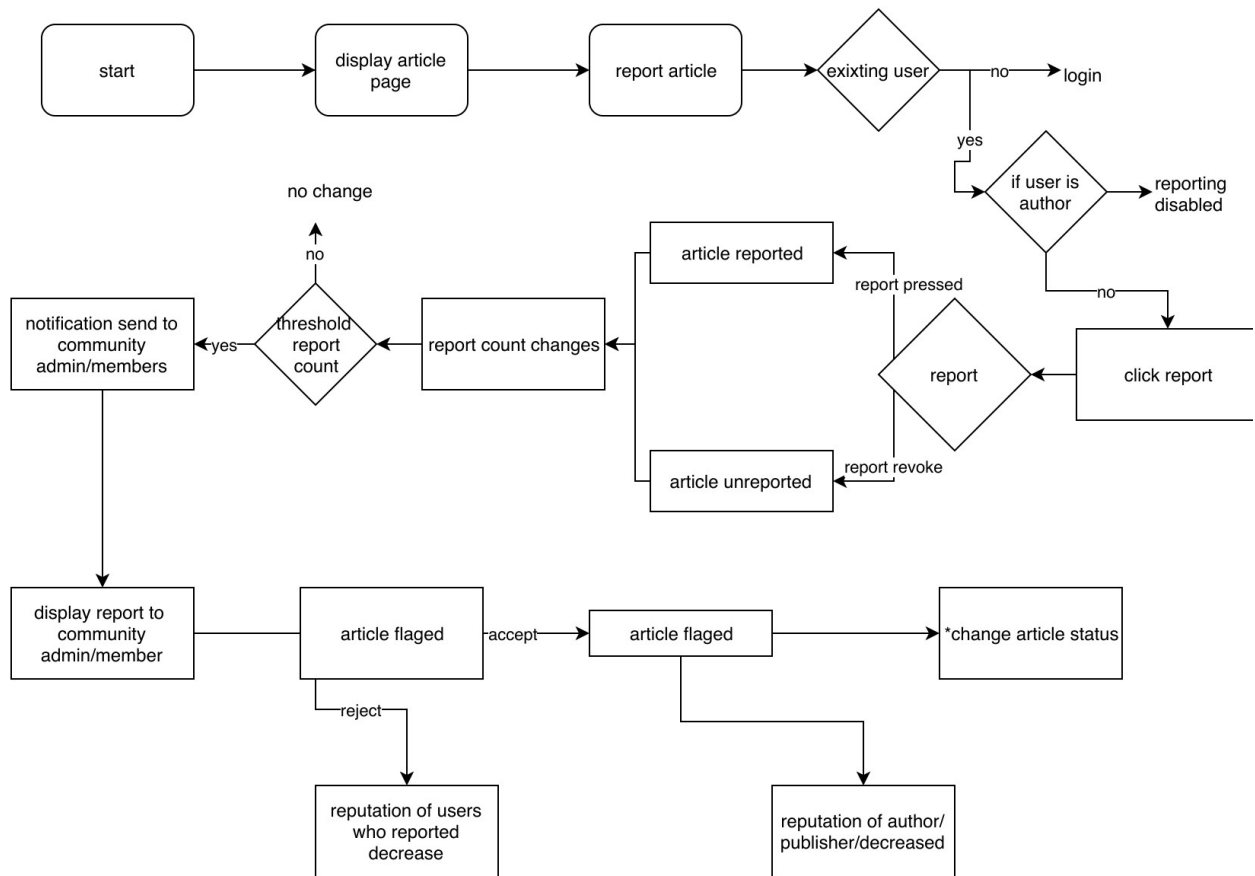 start
display article
page
report article
exixting user
no
login
yes
if user is
author
reporting
disabled
no change
no
article reported
report pressed
no
notification send to
community
admin/members
yes
threshold
report
count
report count changes
report
click report
article unreported
report revoke
display report to
community
admin/member
article flaged
accept
article flaged
*change article status
reject
reputation of users
who reported
decrease
reputation of author/
publisher/decreased